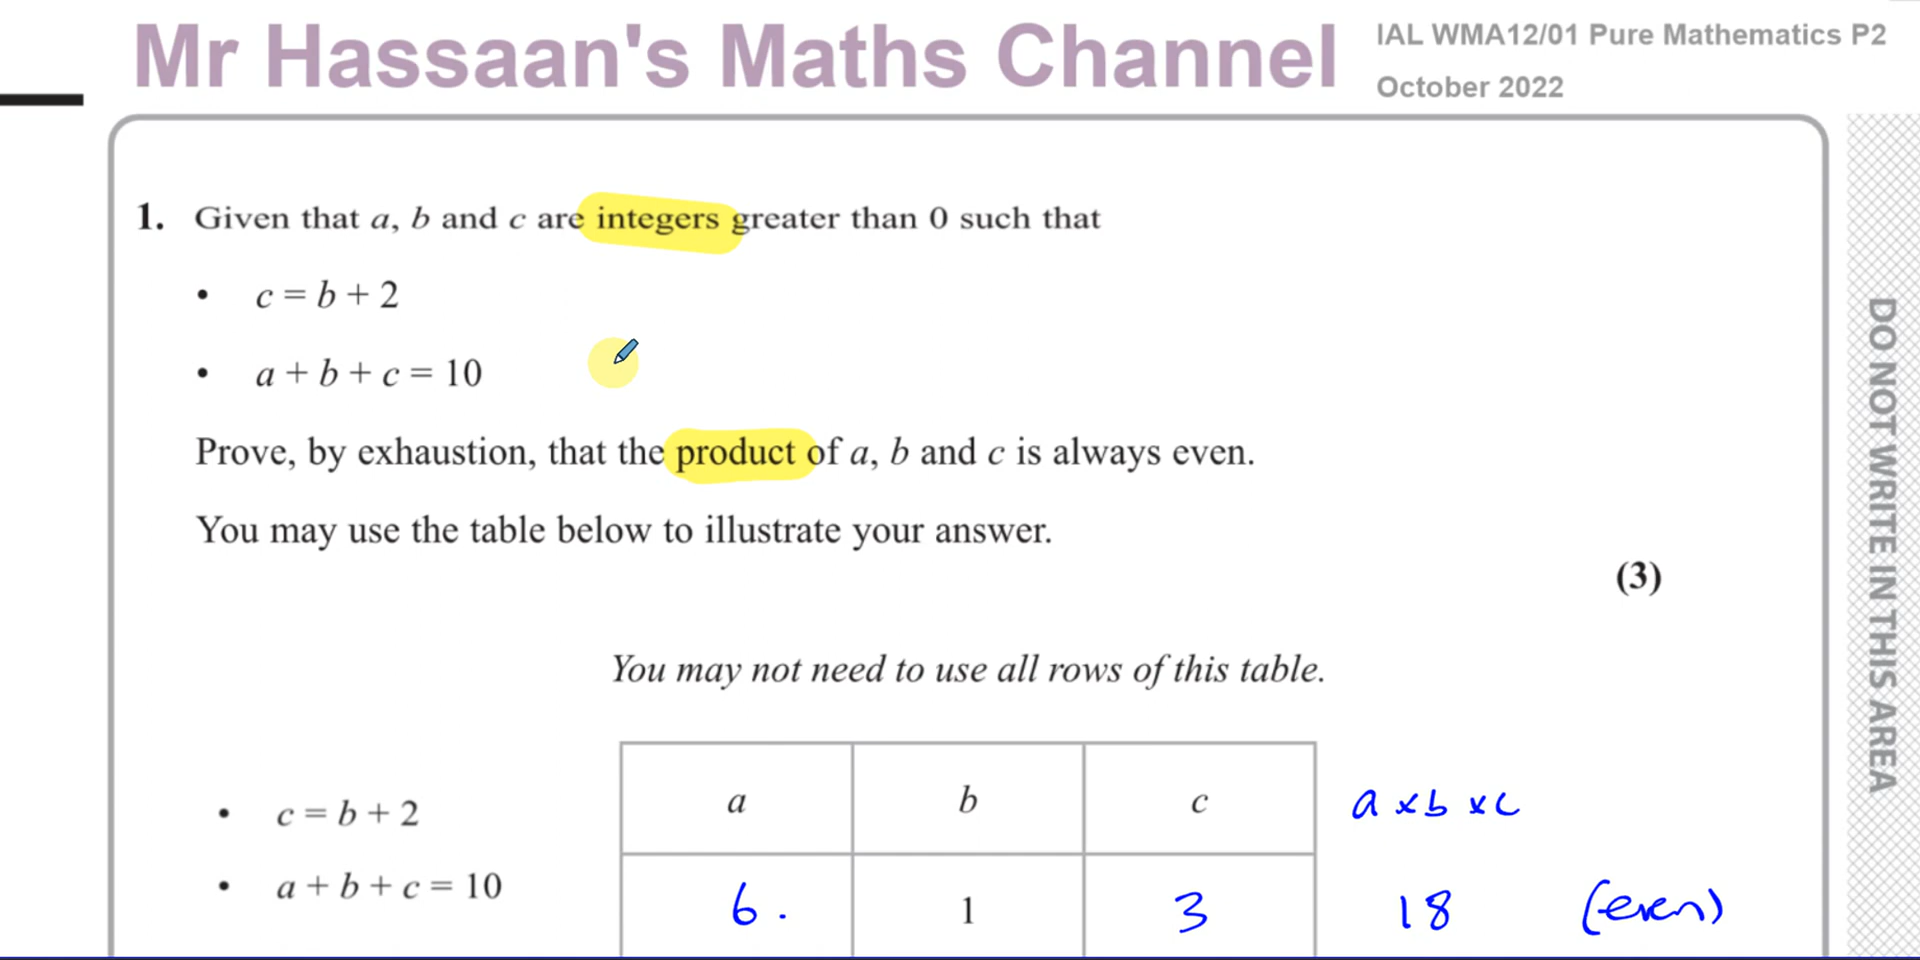 Mr Hassaan's Maths Channel
IAL WMA12/01 Pure Mathematics P2
October 2022
1. Given that a, b and c are integers greater than 0 such that
• c = b + 2
• a + b + c = 10
Prove, by exhaustion, that the product of a, b and c is always even.
You may use the table below to illustrate your answer.
(3)
You may not need to use all rows of this table.
a b c a × b × c
• c = b + 2
• a + b + c = 10
6. 1 3 18 (even)
DO NOT WRITE IN THIS AREA